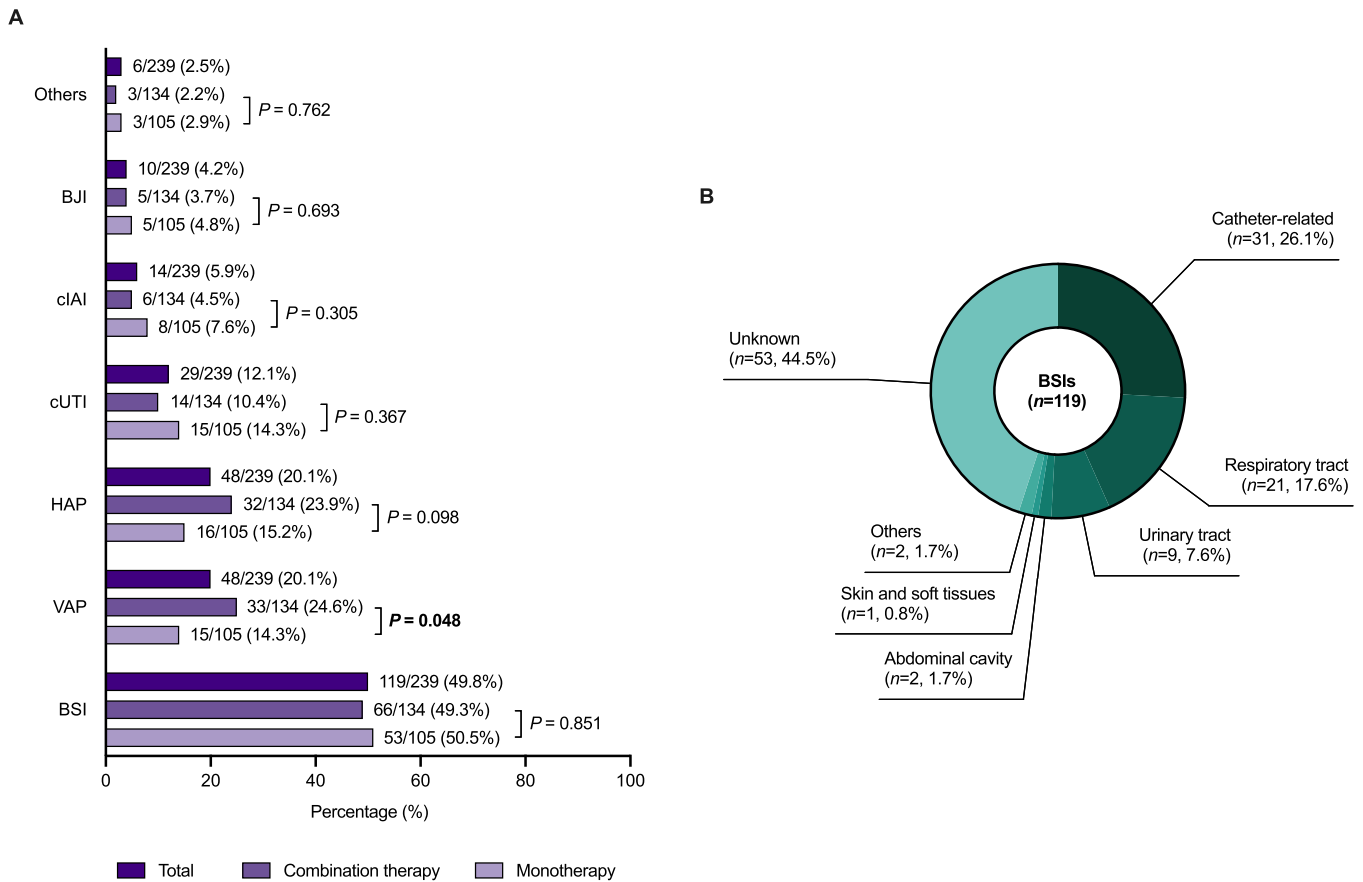 A
Others
6/239 (2.5%)
3/134 (2.2%)
3/105 (2.9%)
P = 0.762
BJI
10/239 (4.2%)
5/134 (3.7%)
5/105 (4.8%)
P = 0.693
cIAI
14/239 (5.9%)
6/134 (4.5%)
8/105 (7.6%)
P = 0.305
cUTI
29/239 (12.1%)
14/134 (10.4%)
15/105 (14.3%)
P = 0.367
HAP
48/239 (20.1%)
32/134 (23.9%)
16/105 (15.2%)
P = 0.098
VAP
48/239 (20.1%)
33/134 (24.6%)
15/105 (14.3%)
P = 0.048
BSI
119/239 (49.8%)
66/134 (49.3%)
53/105 (50.5%)
P = 0.851
0 20 40 60 80 100
Percentage (%)
Total Combination therapy Monotherapy
B
Catheter-related
(n=31, 26.1%)
Unknown
(n=53, 44.5%)
BSIs
(n=119)
Respiratory tract
(n=21, 17.6%)
Urinary tract
(n=9, 7.6%)
Others
(n=2, 1.7%)
Skin and soft tissues
(n=1, 0.8%)
Abdominal cavity
(n=2, 1.7%)